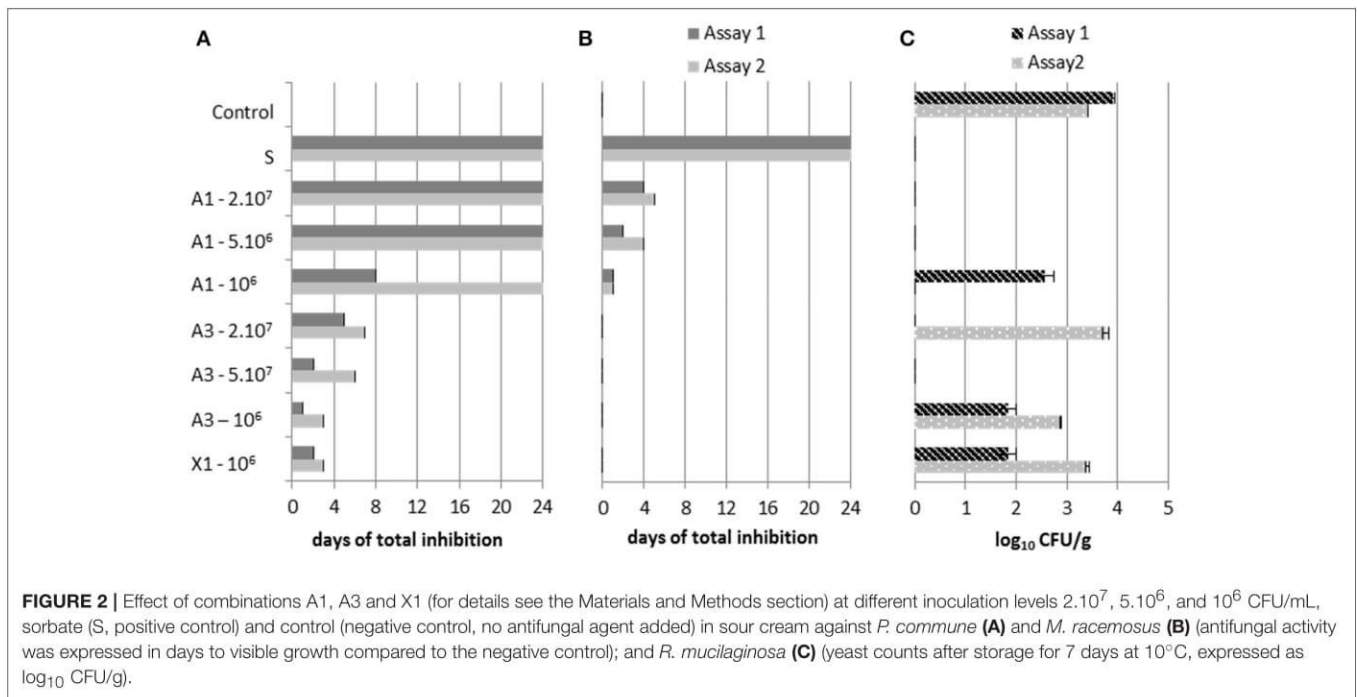 A
B
C
Assay 1
Assay 2
Assay 1
Assay2
Control
S
A1 - 2.10⁷
A1 - 5.10⁶
A1 - 10⁶
A3 - 2.10⁷
A3 - 5.10⁷
A3 – 10⁶
X1 - 10⁶
0 4 8 12 16 20 24
0 4 8 12 16 20 24
0 1 2 3 4 5
days of total inhibition
days of total inhibition
log₁₀ CFU/g
FIGURE 2 | Effect of combinations A1, A3 and X1 (for details see the Materials and Methods section) at different inoculation levels 2.10⁷, 5.10⁶, and 10⁶ CFU/mL,
sorbate (S, positive control) and control (negative control, no antifungal agent added) in sour cream against P. commune (A) and M. racemosus (B) (antifungal activity
was expressed in days to visible growth compared to the negative control); and R. mucilaginosa (C) (yeast counts after storage for 7 days at 10°C, expressed as
log₁₀ CFU/g).